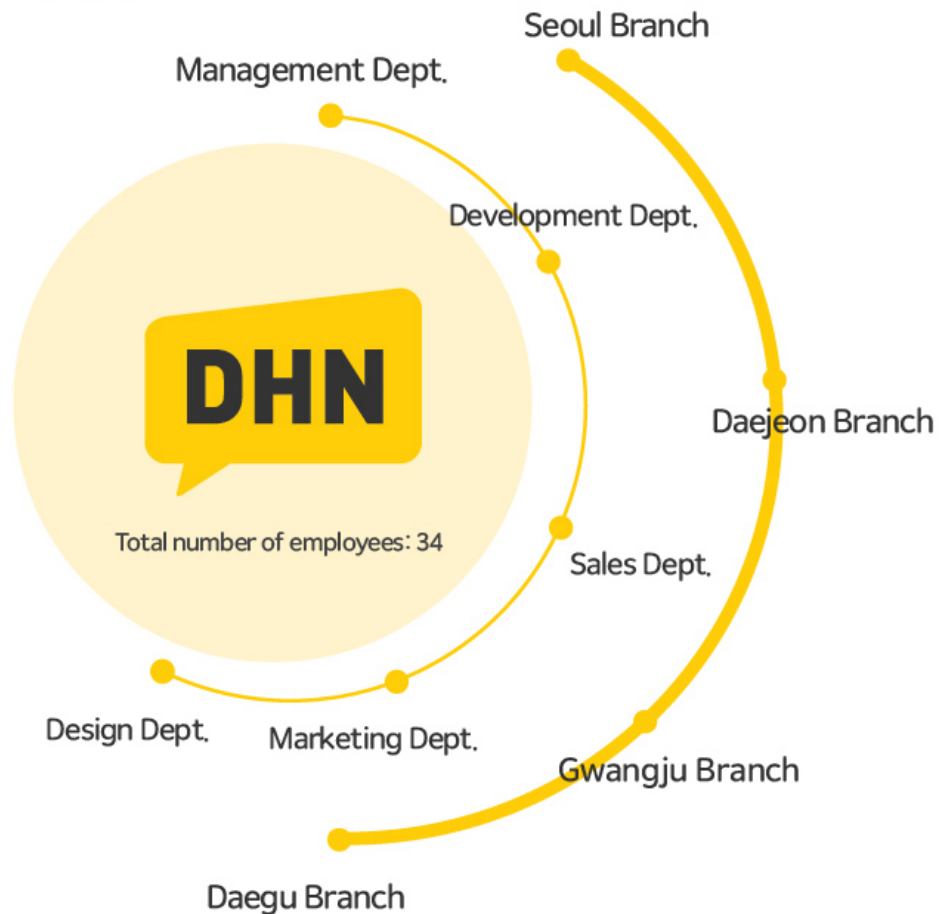 Seoul Branch
Management Dept.
Development Dept.
DHN
Daejeon Branch
Total number of employees: 34
Sales Dept.
Design Dept.
Marketing Dept.
Gwangju Branch
Daegu Branch